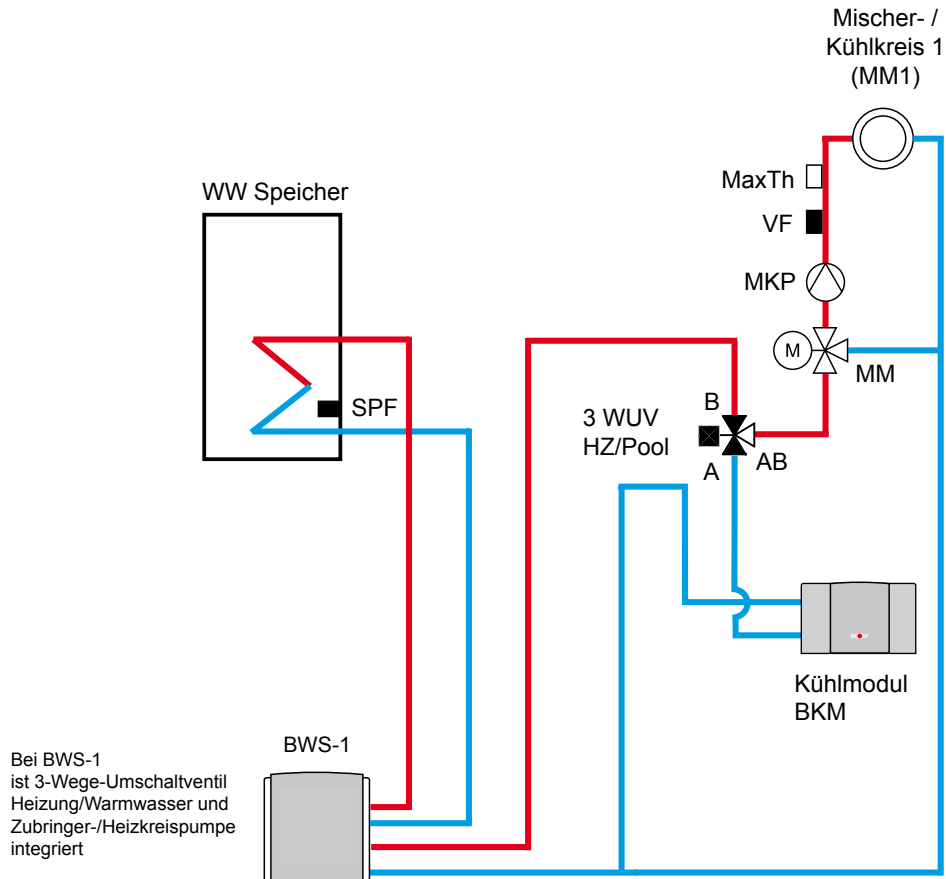 Mischer- /
Kühlkreis 1
(MM1)
MaxTh
WW Speicher
VF
MKP
M
MM
SPF
B
3 WUV
HZ/Pool
AB
A
Kühlmodul
BKM
BWS-1
Bei BWS-1
ist 3-Wege-Umschaltventil
Heizung/Warmwasser und
Zubringer-/Heizkreispumpe
integriert